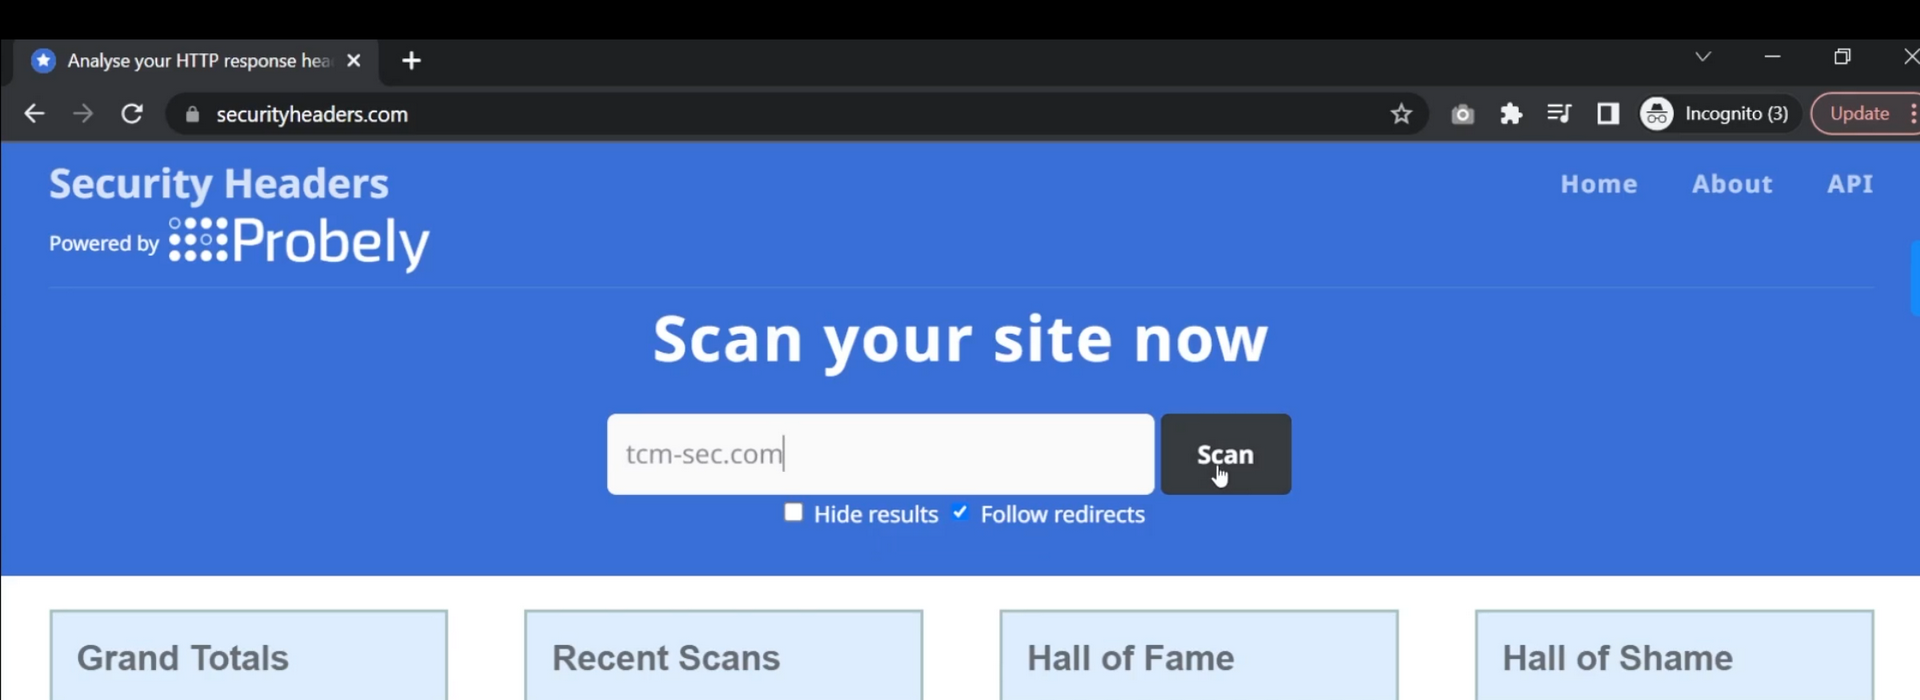 Analyse your HTTP response hea
securityheaders.com
Incognito (3)
Update
Security Headers
Powered by Probely
Home About API
Scan your site now
tcm-sec.com
Scan
Hide results Follow redirects
Grand Totals
Recent Scans
Hall of Fame
Hall of Shame